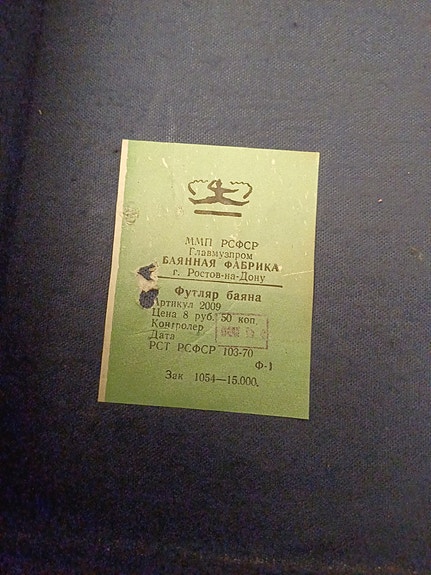 ММП РСФСР
Главмузпром
БАЯННАЯ ФАБРИКА
г. Ростов-на-Дону
Футляр баяна
Артикул 2009
Цена 8 руб. 50 коп.
Контролер
Дата
РСТ РСФСР 103-70
Ф-1
Зак 1054—15.000.